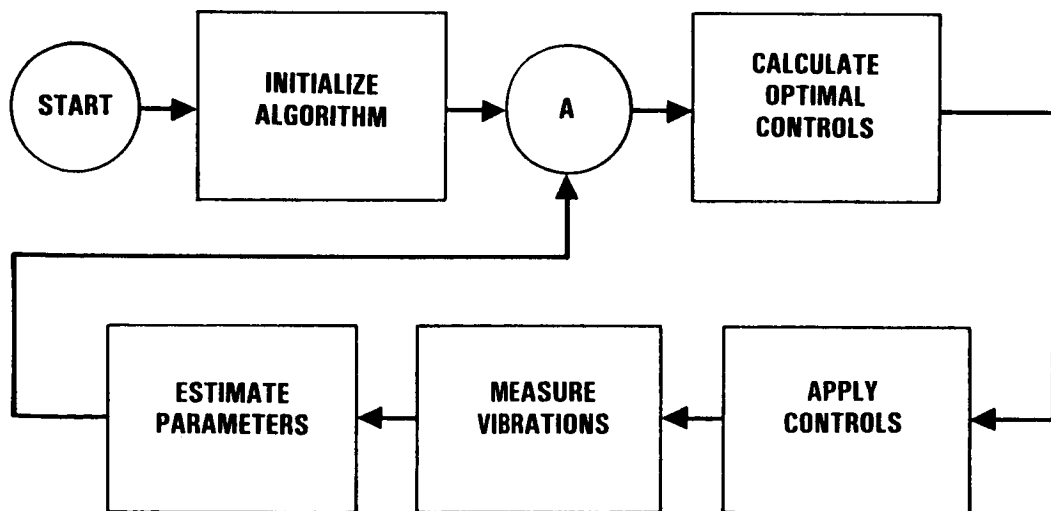 START
INITIALIZE
ALGORITHM
A
CALCULATE
OPTIMAL
CONTROLS
ESTIMATE
PARAMETERS
MEASURE
VIBRATIONS
APPLY
CONTROLS